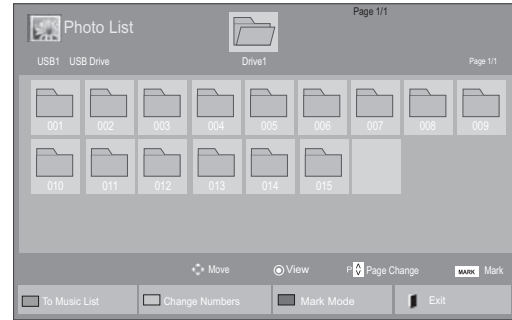 Page 1/1
Photo List
USB1 USB Drive Drive1 Page 1/1
001 002 003 004 005 006 007 008 009
010 011 012 013 014 015
Move View P Page Change MARK Mark
To Music List Change Numbers Mark Mode Exit